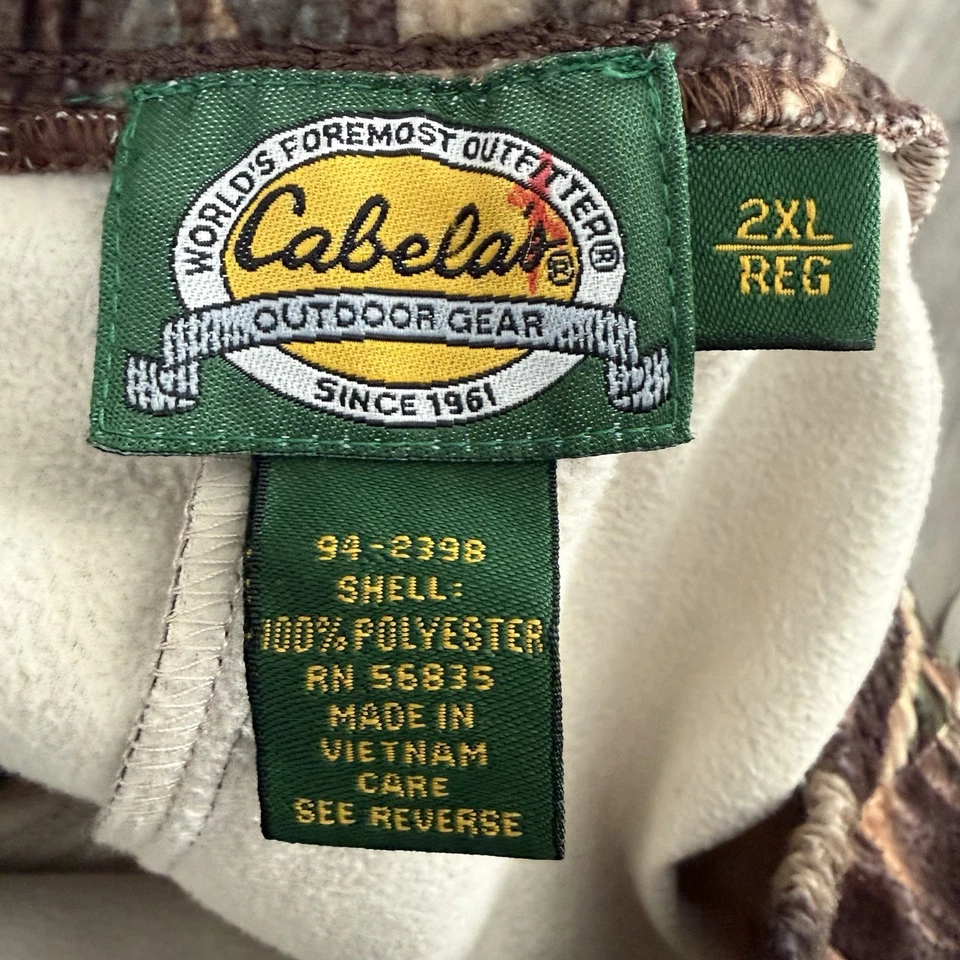 WORLD'S FOREMOST OUTFITTER®
Cabela's®
OUTDOOR GEAR
SINCE 1961
2XL
REG
94-2398
SHELL:
100% POLYESTER
RN 56835
MADE IN
VIETNAM
CARE
SEE REVERSE